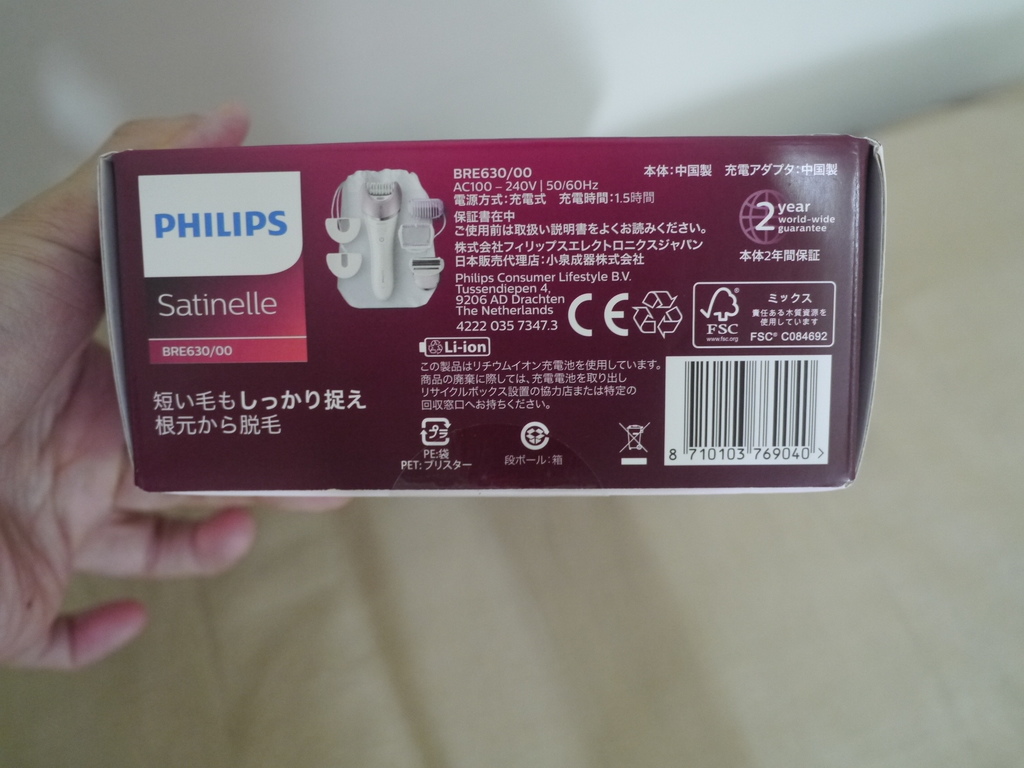 PHILIPS
Satinelle
BRE630/00
短い毛もしっかり捉え
根元から脱毛
BRE630/00
AC100 – 240V | 50/60Hz
電源方式：充電式　充電時間：1.5時間
保証書在中
ご使用前は取扱い説明書をよくお読みください。
株式会社フィリップスエレクトロニクスジャパン
日本販売代理店：小泉成器株式会社
Philips Consumer Lifestyle B.V.
Tussendiepen 4,
9206 AD Drachten
The Netherlands
4222 035 7347.3
CE
本体：中国製　充電アダプタ：中国製
2 year
world-wide
guarantee
本体2年間保証
FSC
www.fsc.org
ミックス
責任ある木質資源を
使用しています
FSC® C084692
Li-ion
この製品はリチウムイオン充電池を使用しています。
商品の廃棄に際しては、充電電池を取り出し
リサイクルボックス設置の協力店または特定の
回収窓口へお持ちください。
プラ
PE:袋
PET: ブリスター
段ボール：箱
8 710103 769040 >